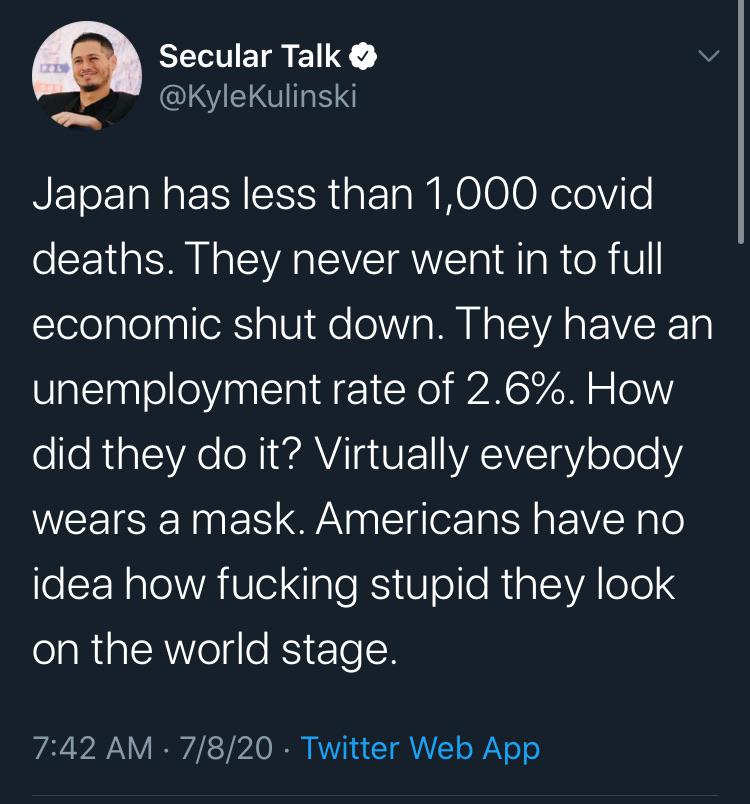 Secular Talk
@KyleKulinski
Japan has less than 1,000 covid
deaths. They never went in to full
economic shut down. They have an
unemployment rate of 2.6%. How
did they do it? Virtually everybody
wears a mask. Americans have no
idea how fucking stupid they look
on the world stage.
7:42 AM · 7/8/20 · Twitter Web App